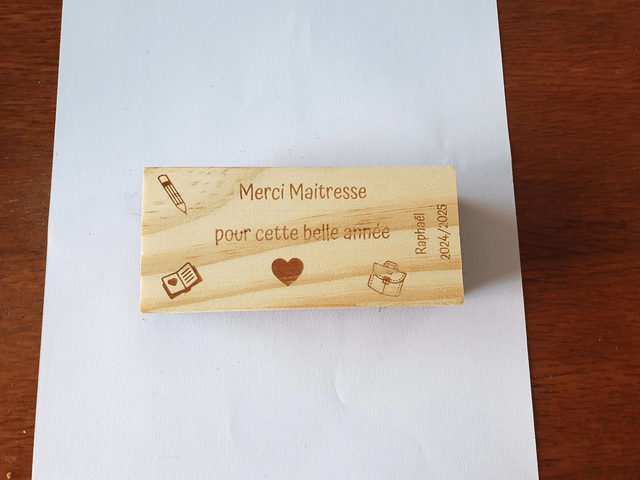 Merci Maitresse
pour cette belle année
Raphaël
2024/2025